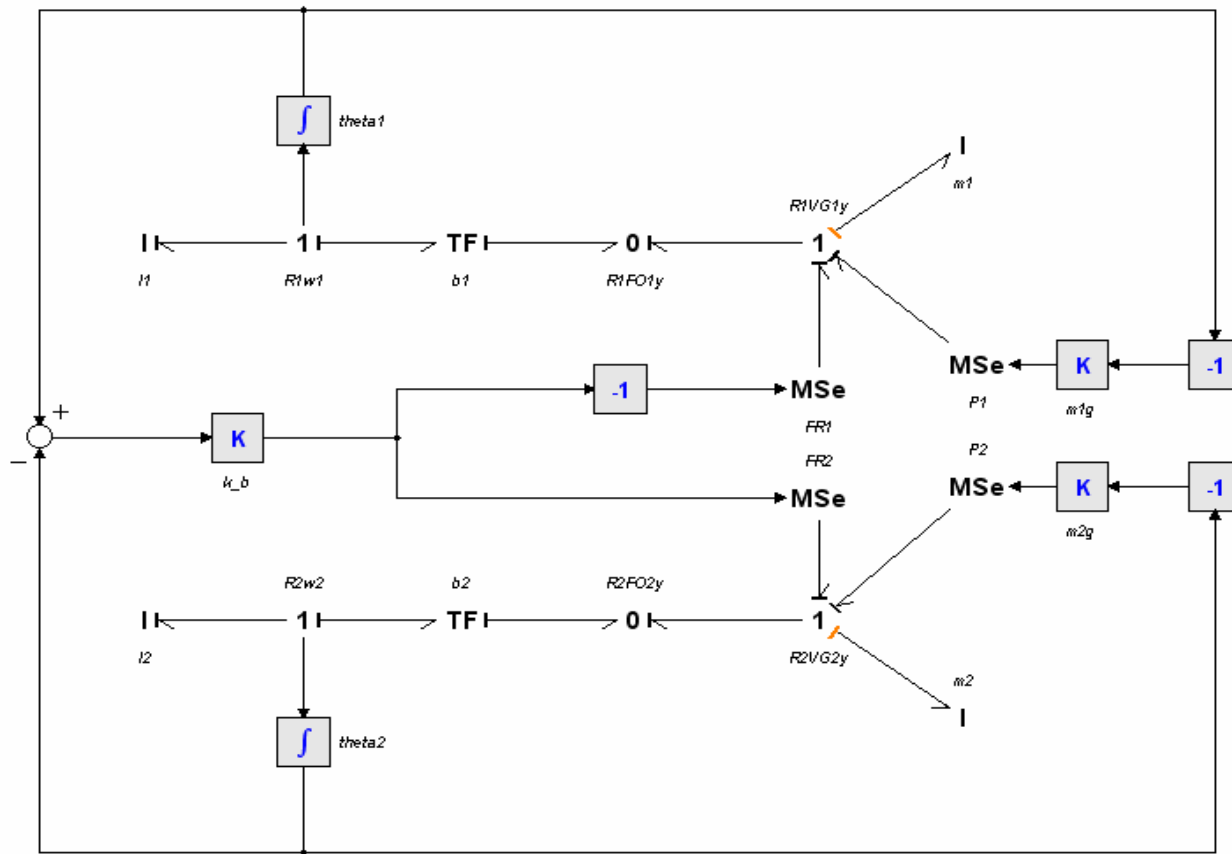 ∫ theta1
I
m1
R1VG1y
I 1 TF 0 1
I1 R1w1 b1 R1FO1y
MSe K -1
P1 m1g
-1 MSe
FR1
+
−
K
k_b
FR2
MSe
P2
MSe K -1
m2g
R2w2 b2 R2FO2y
I 1 TF 0 1
I2 R2VG2y
m2
I
∫ theta2